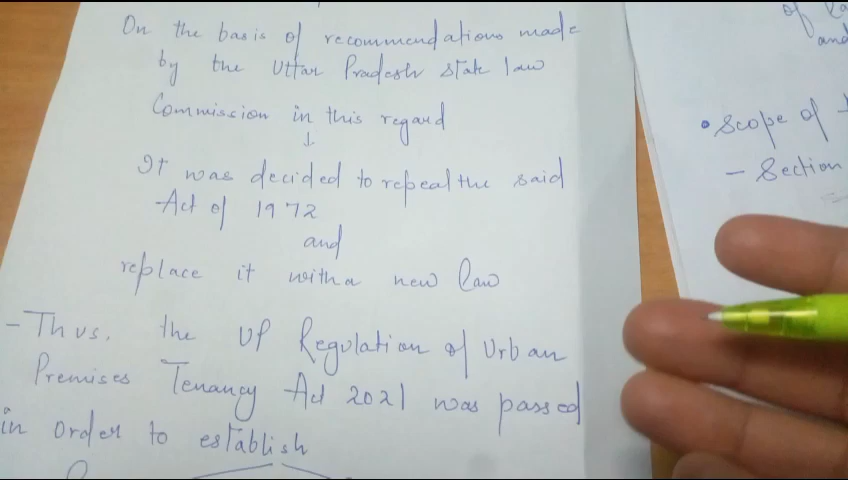 On the basis of recommendations made
by the Uttar Pradesh state law
Commission in this regard
↓
It was decided to repeal the said
Act of 1972
and
replace it with a new law
- Thus, the UP Regulation of Urban
Premises Tenancy Act 2021 was passed
in order to establish
of
and
• Scope of
- Section